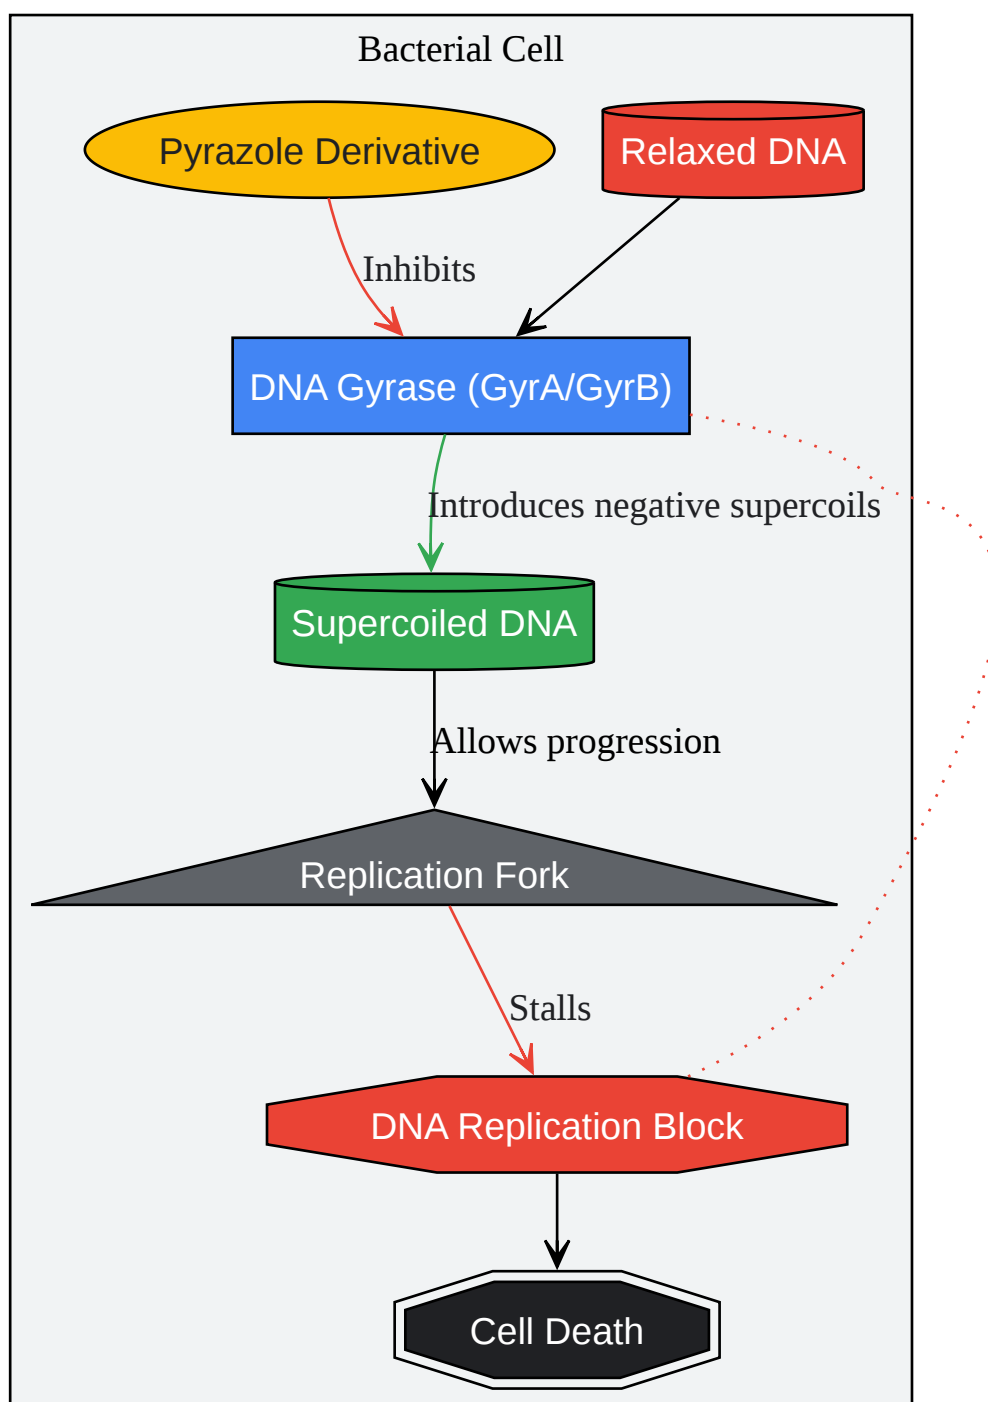 Bacterial Cell
Pyrazole Derivative
Relaxed DNA
Inhibits
DNA Gyrase (GyrA/GyrB)
Introduces negative supercoils
Supercoiled DNA
Allows progression
Replication Fork
Stalls
DNA Replication Block
Cell Death